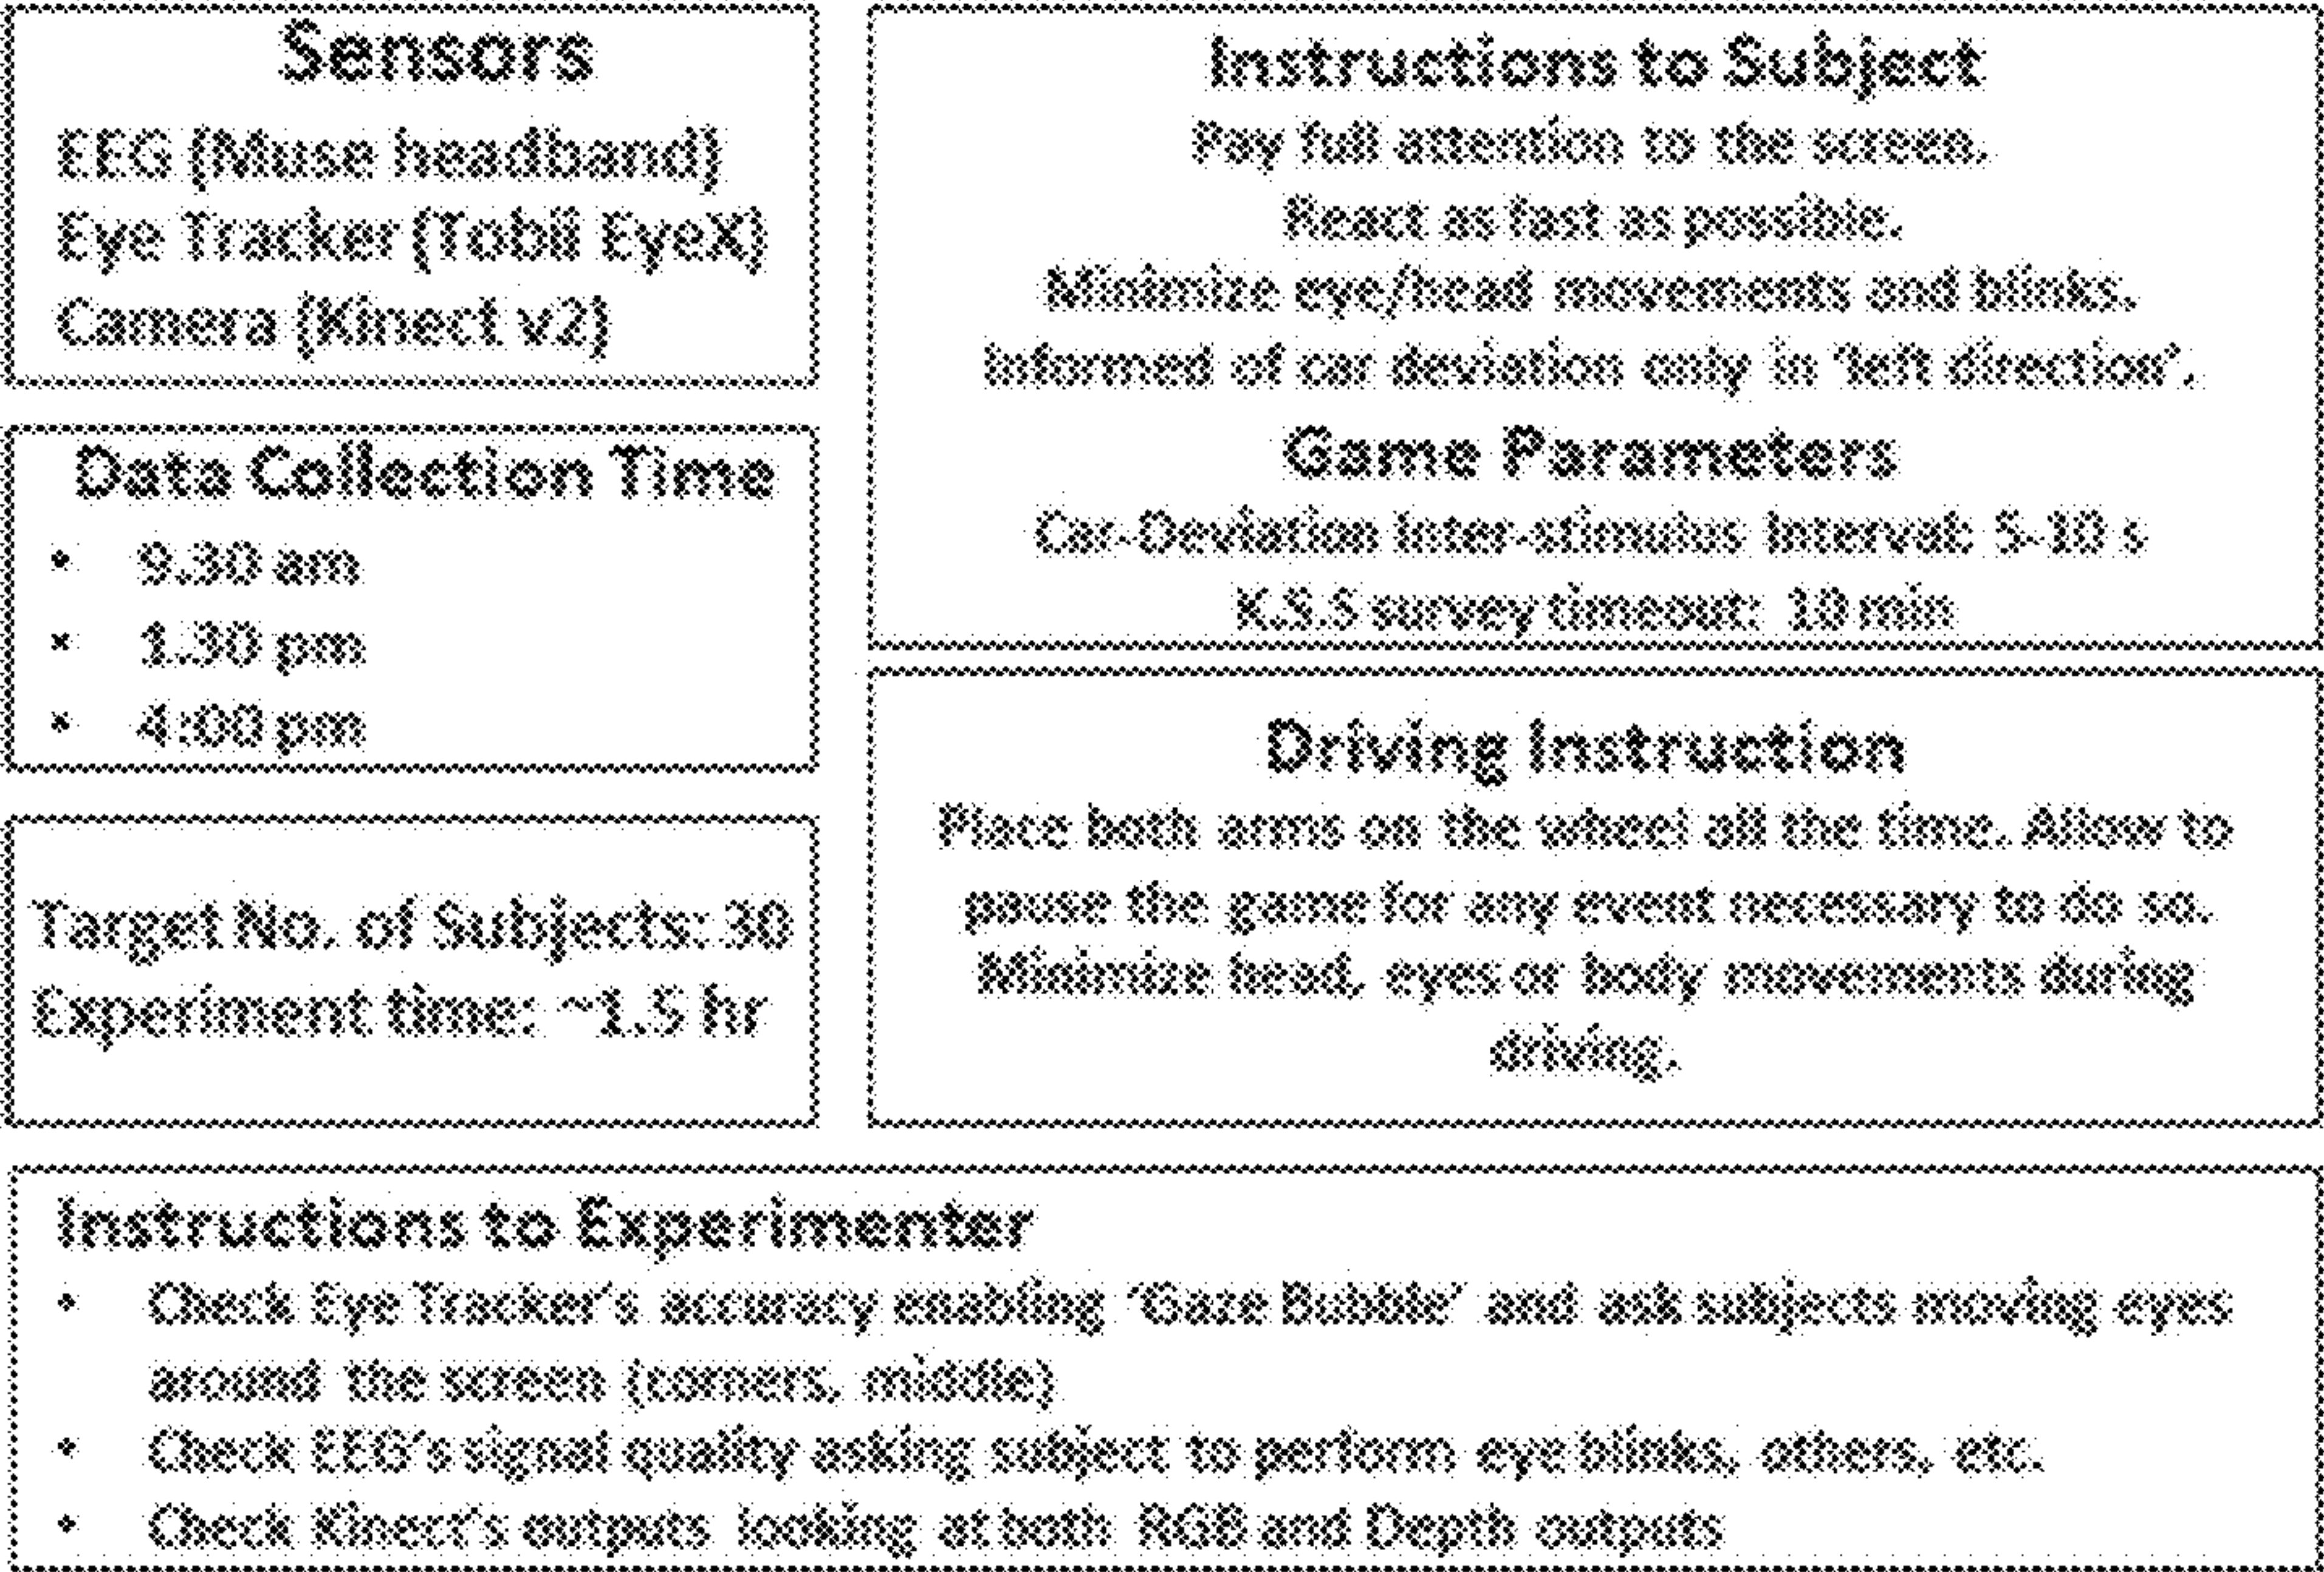 Sensors
EEG (Muse headband)
Eye Tracker (Tobii EyeX)
Camera (Kinect v2)
Data Collection Time
• 9.30 am
• 1.30 pm
• 4:00 pm
Target No. of Subjects: 30
Experiment time: ~1.5 hr
Instructions to Subject
Pay full attention to the screen.
React as fast as possible.
Minimize eye/head movements and blinks.
informed of car deviation only in 'left direction'.
Game Parameters
Car-Deviation Inter-stimulus Interval: 5-10 s
K.S.S survey timeout: 10 min
Driving Instruction
Place both arms on the wheel all the time. Allow to
pause the game for any event necessary to do so.
Minimize head, eyes or body movements during
driving.
Instructions to Experimenter
• Check Eye Tracker's accuracy enabling 'Gaze Bubble' and ask subjects moving eyes
around the screen (corners, middle)
• Check EEG's signal quality asking subject to perform eye blinks, others, etc.
• Check Kinect's outputs looking at both RGB and Depth outputs